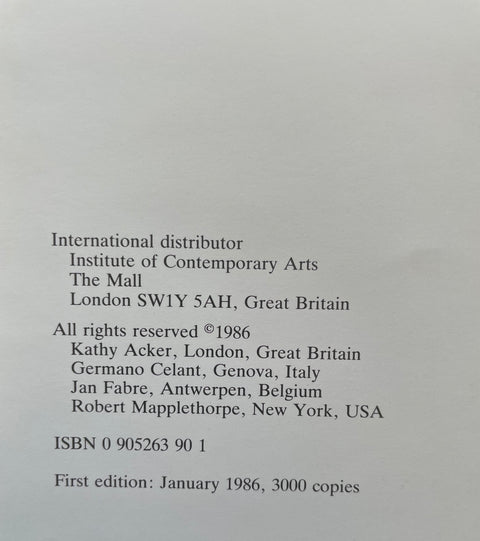 International distributor
Institute of Contemporary Arts
The Mall
London SW1Y 5AH, Great Britain
All rights reserved ©1986
Kathy Acker, London, Great Britain
Germano Celant, Genova, Italy
Jan Fabre, Antwerpen, Belgium
Robert Mapplethorpe, New York, USA
ISBN 0 905263 90 1
First edition: January 1986, 3000 copies